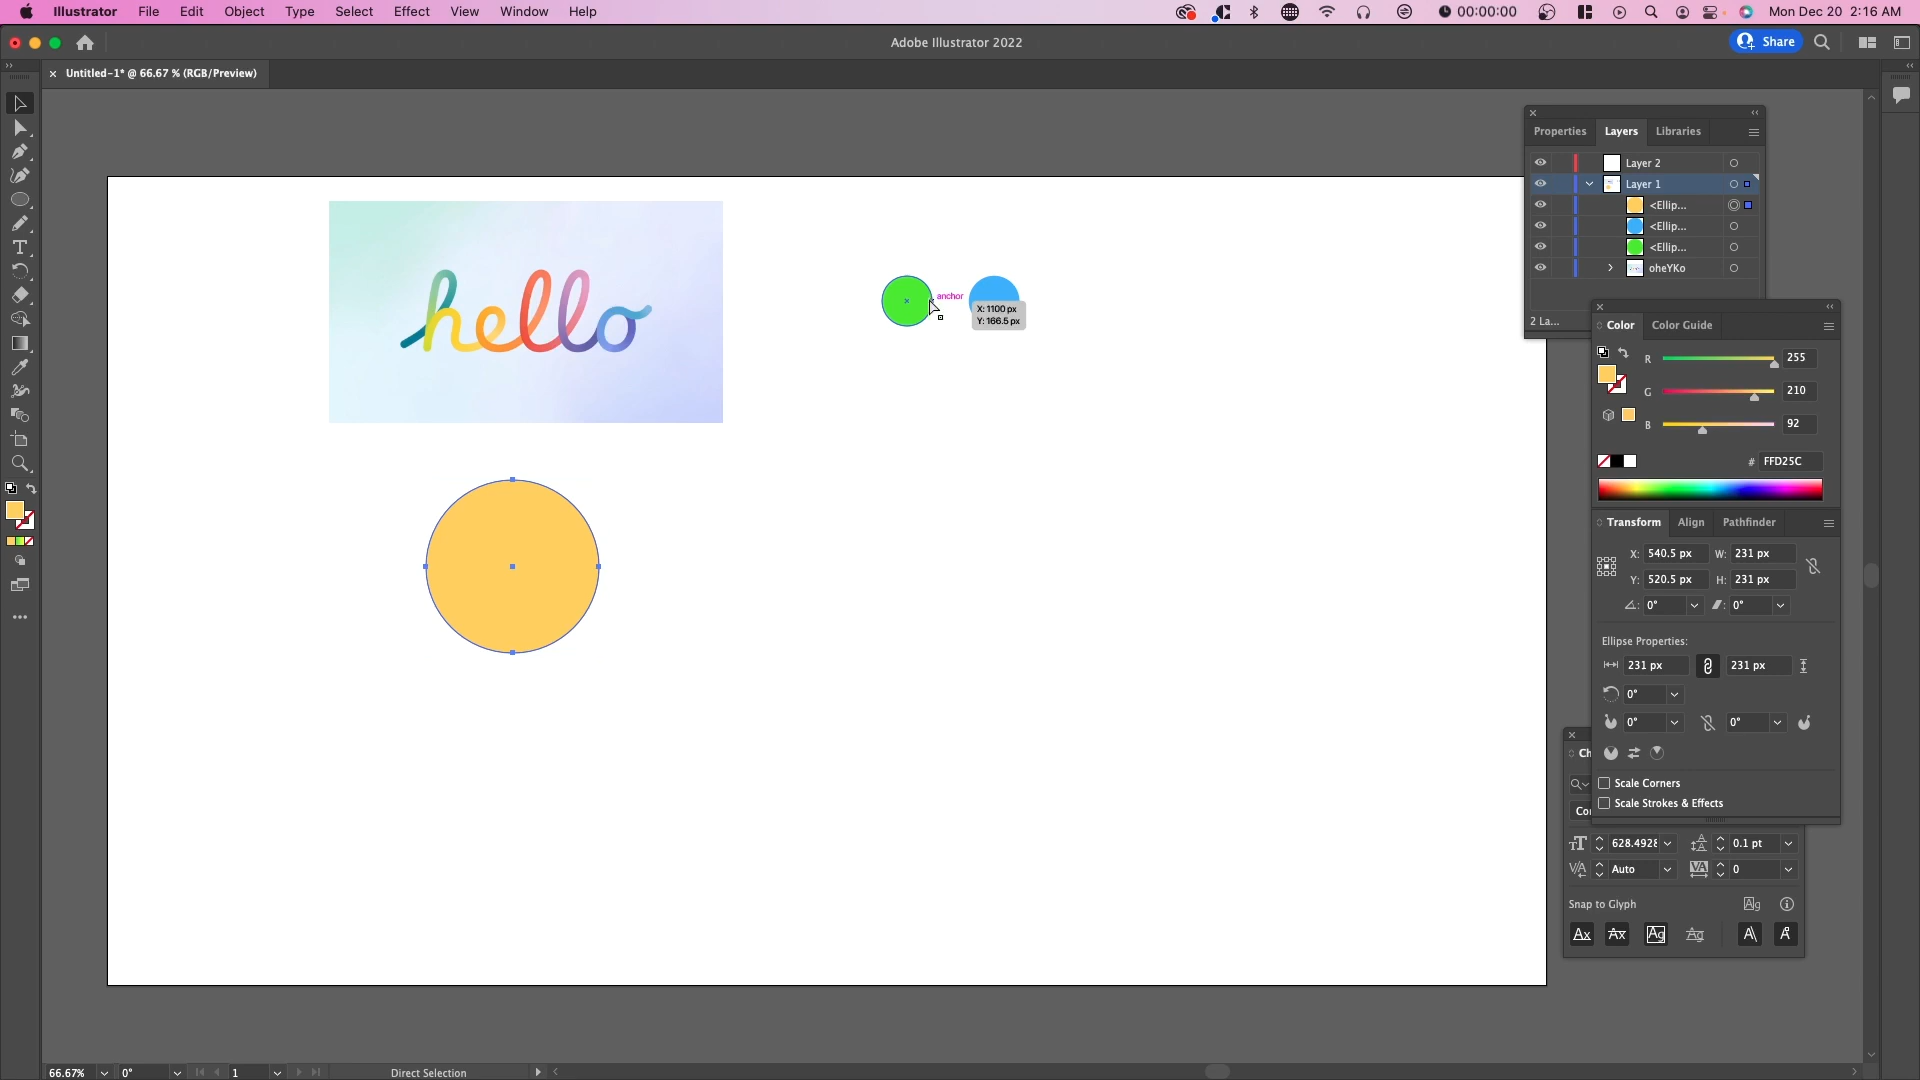 Illustrator File Edit Object Type Select Effect View Window Help 00:00:00 Mon Dec 20 2:16 AM
Adobe Illustrator 2022 Share
Untitled-1* @ 66.67 % (RGB/Preview)
hello
anchor
X: 1100 px
Y: 166.5 px
Properties Layers Libraries
Layer 2
Layer 1
<Ellip...
<Ellip...
<Ellip...
oheYKo
2 La...
Color Color Guide
R 255
G 210
B 92
# FFD25C
Transform Align Pathfinder
X: 540.5 px W: 231 px
Y: 520.5 px H: 231 px
0° 0°
Ellipse Properties:
231 px 231 px
0°
0° 0°
Scale Corners
Scale Strokes & Effects
Ch
Co
628.4928 0.1 pt
Auto 0
Snap to Glyph
66.67% 0° 1 Direct Selection